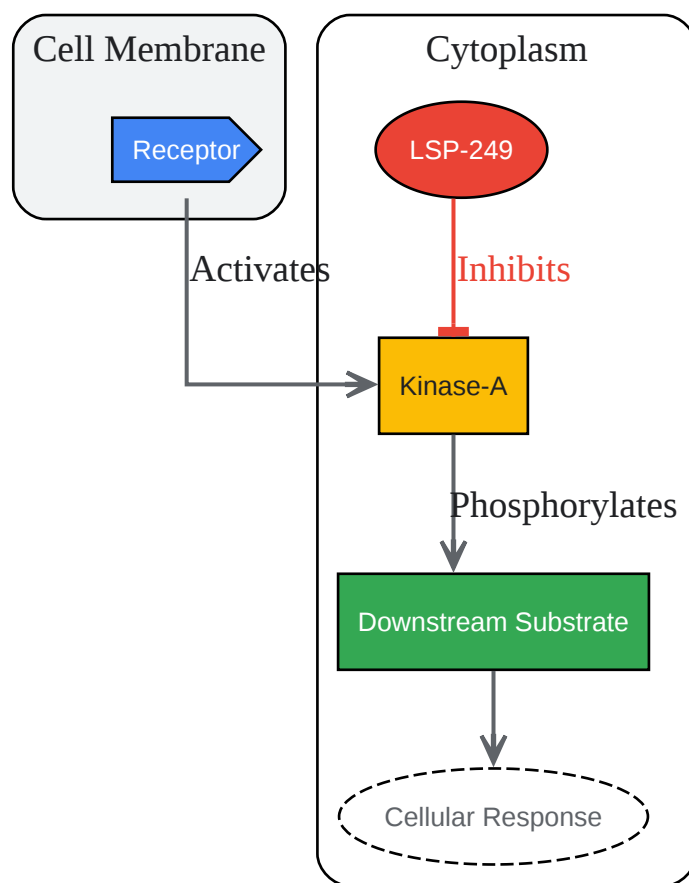 Cell Membrane
Cytoplasm
Receptor
LSP-249
Activates
Inhibits
Kinase-A
Phosphorylates
Downstream Substrate
Cellular Response